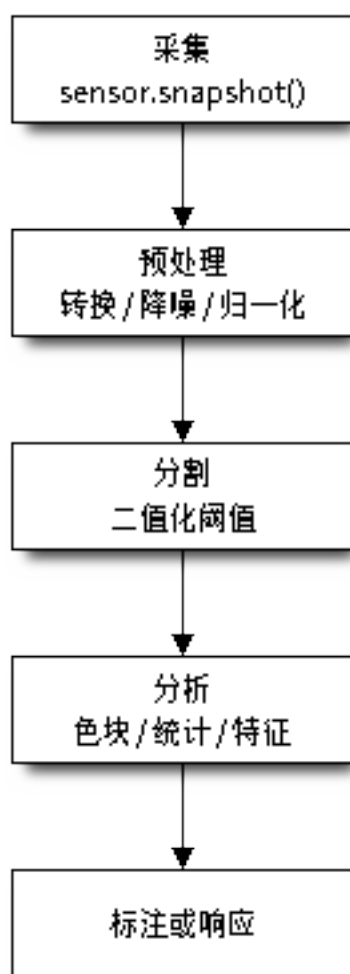 采集
sensor.snapshot()
预处理
转换/降噪/归一化
分割
二值化阈值
分析
色块/统计/特征
标注或响应